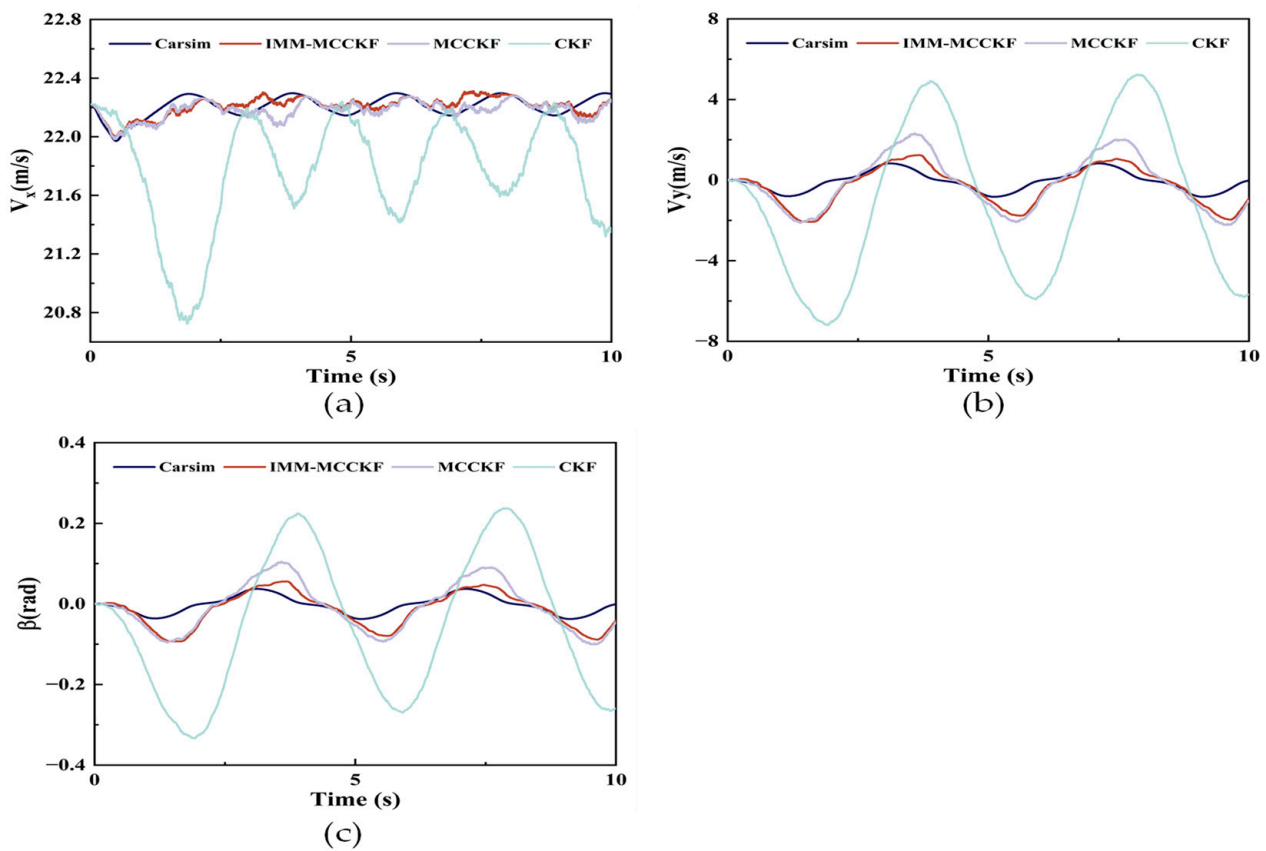 22.8
22.4
22.0
21.6
21.2
20.8
Vx(m/s)
Carsim IMM-MCCKF MCCKF CKF
0 5 10
Time (s)
(a)
8
4
0
−4
−8
Vy(m/s)
Carsim IMM-MCCKF MCCKF CKF
0 5 10
Time (s)
(b)
0.4
0.2
0.0
−0.2
−0.4
β(rad)
Carsim IMM-MCCKF MCCKF CKF
0 5 10
Time (s)
(c)